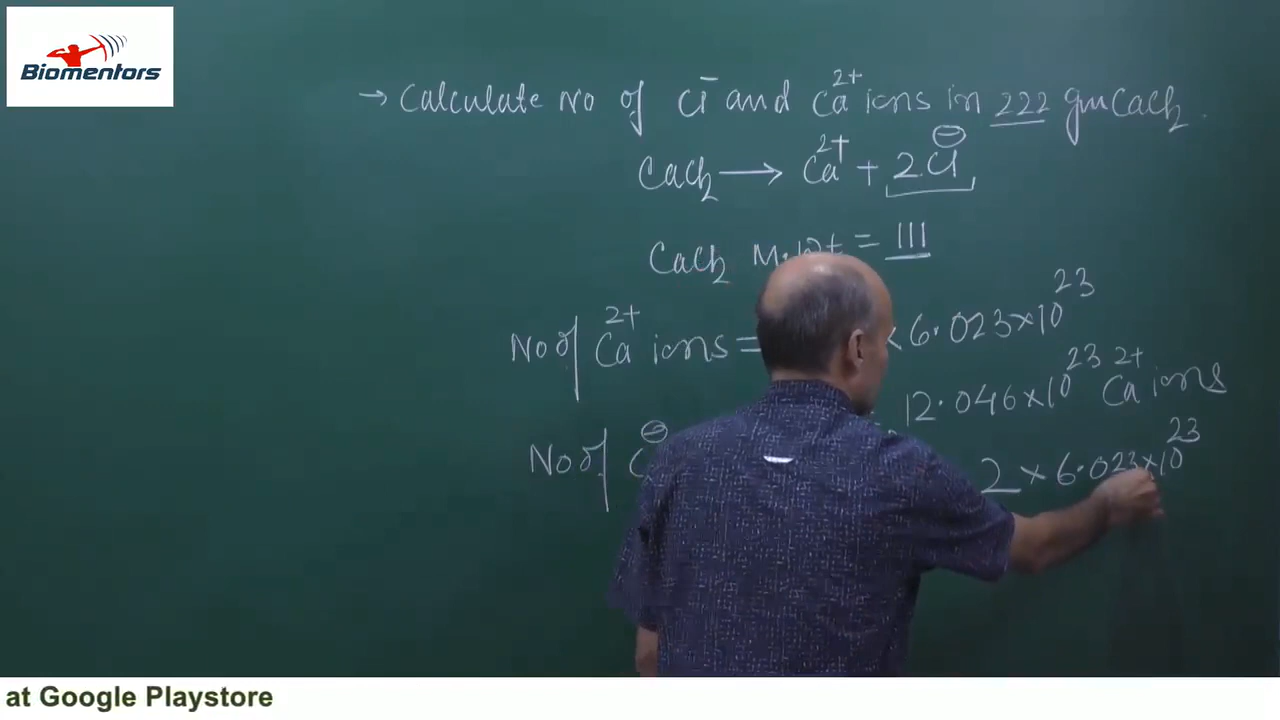 Biomentors
→ Calculate No of Cl⁻ and Ca²⁺ ions in 222 gm CaCl₂.
CaCl₂ → Ca²⁺ + 2Cl⊖
CaCl₂ M.Wt = 111
No of Ca²⁺ ions = × 6.023×10²³
12.046×10²³ Ca²⁺ ions
No of 2 × 6.023×10²³
at Google Playstore